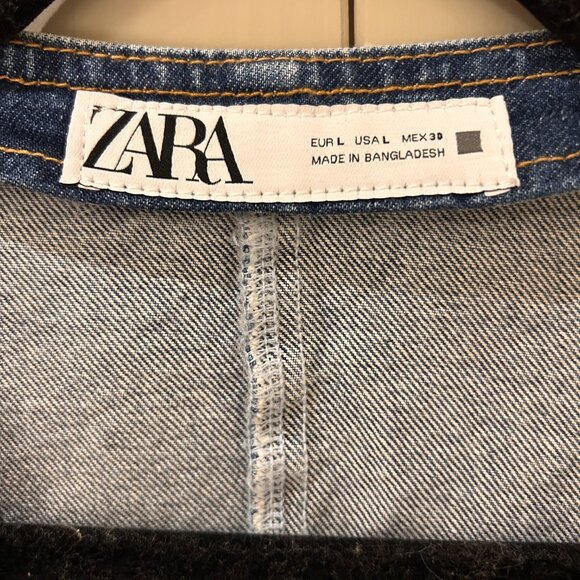 ZARA
EUR L USA L MEX 30
MADE IN BANGLADESH